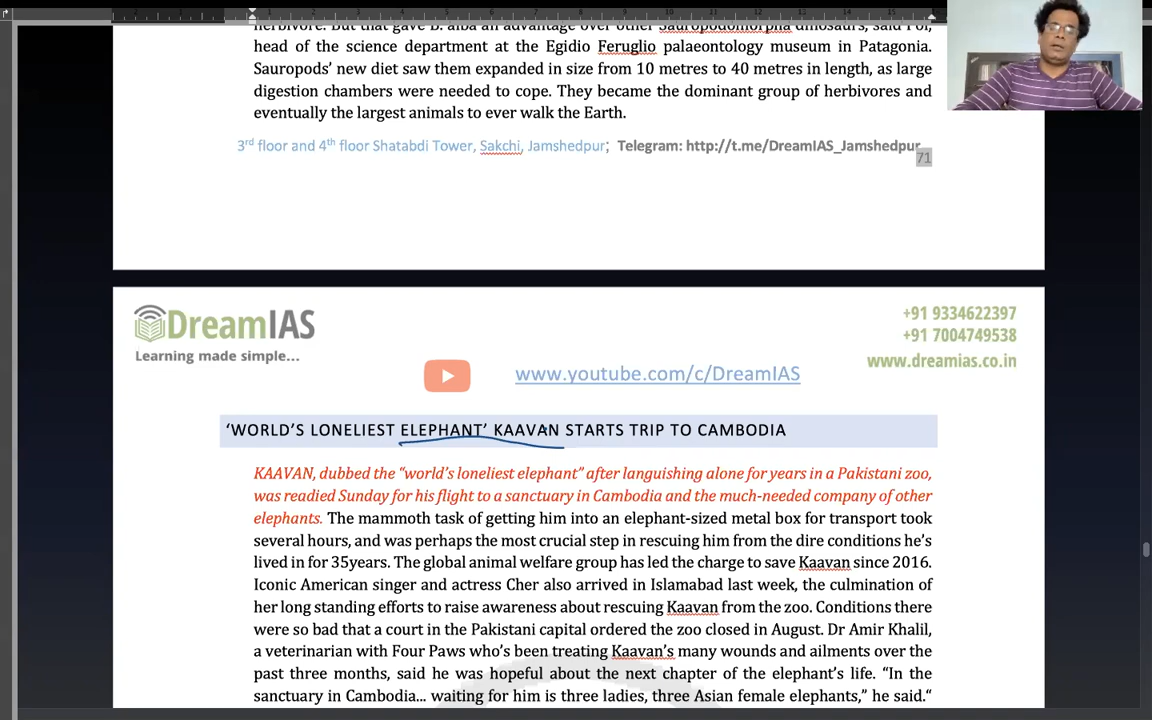 herbivore. But that gave B. alba an advantage over other Sauropodomorpha dinosaurs, said Pol,
head of the science department at the Egidio Feruglio palaeontology museum in Patagonia.
Sauropods' new diet saw them expanded in size from 10 metres to 40 metres in length, as large
digestion chambers were needed to cope. They became the dominant group of herbivores and
eventually the largest animals to ever walk the Earth.
3rd floor and 4th floor Shatabdi Tower, Sakchi, Jamshedpur; Telegram: http://t.me/DreamIAS_Jamshedpur
71
DreamIAS
Learning made simple...
+91 9334622397
+91 7004749538
www.dreamias.co.in
www.youtube.com/c/DreamIAS
'WORLD'S LONELIEST ELEPHANT' KAAVAN STARTS TRIP TO CAMBODIA
KAAVAN, dubbed the "world's loneliest elephant" after languishing alone for years in a Pakistani zoo,
was readied Sunday for his flight to a sanctuary in Cambodia and the much-needed company of other
elephants. The mammoth task of getting him into an elephant-sized metal box for transport took
several hours, and was perhaps the most crucial step in rescuing him from the dire conditions he's
lived in for 35years. The global animal welfare group has led the charge to save Kaavan since 2016.
Iconic American singer and actress Cher also arrived in Islamabad last week, the culmination of
her long standing efforts to raise awareness about rescuing Kaavan from the zoo. Conditions there
were so bad that a court in the Pakistani capital ordered the zoo closed in August. Dr Amir Khalil,
a veterinarian with Four Paws who's been treating Kaavan's many wounds and ailments over the
past three months, said he was hopeful about the next chapter of the elephant's life. "In the
sanctuary in Cambodia... waiting for him is three ladies, three Asian female elephants," he said."